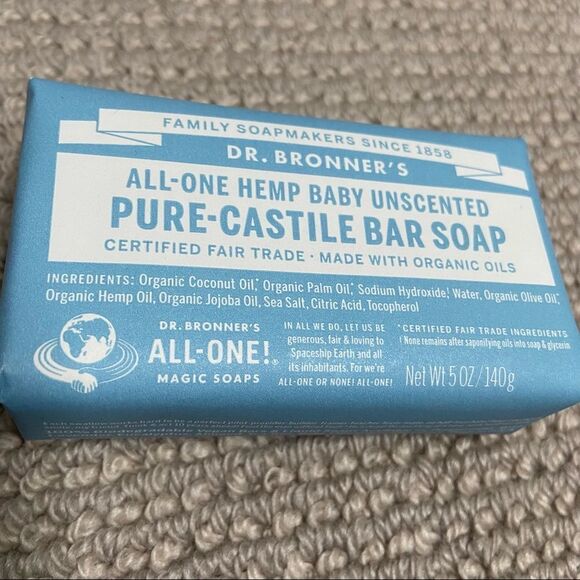 FAMILY SOAPMAKERS SINCE 1858
DR. BRONNER'S
ALL-ONE HEMP BABY UNSCENTED
PURE-CASTILE BAR SOAP
CERTIFIED FAIR TRADE · MADE WITH ORGANIC OILS
INGREDIENTS: Organic Coconut Oil,* Organic Palm Oil,* Sodium Hydroxide,† Water, Organic Olive Oil,*
Organic Hemp Oil, Organic Jojoba Oil, Sea Salt, Citric Acid, Tocopherol
DR. BRONNER'S
ALL-ONE!®
MAGIC SOAPS
IN ALL WE DO, LET US BE
generous, fair & loving to
Spaceship Earth and all
its inhabitants. For we're
ALL-ONE OR NONE! ALL-ONE!
* CERTIFIED FAIR TRADE INGREDIENTS
† None remains after saponifying oils into soap & glycerin
Net Wt 5 OZ / 140g